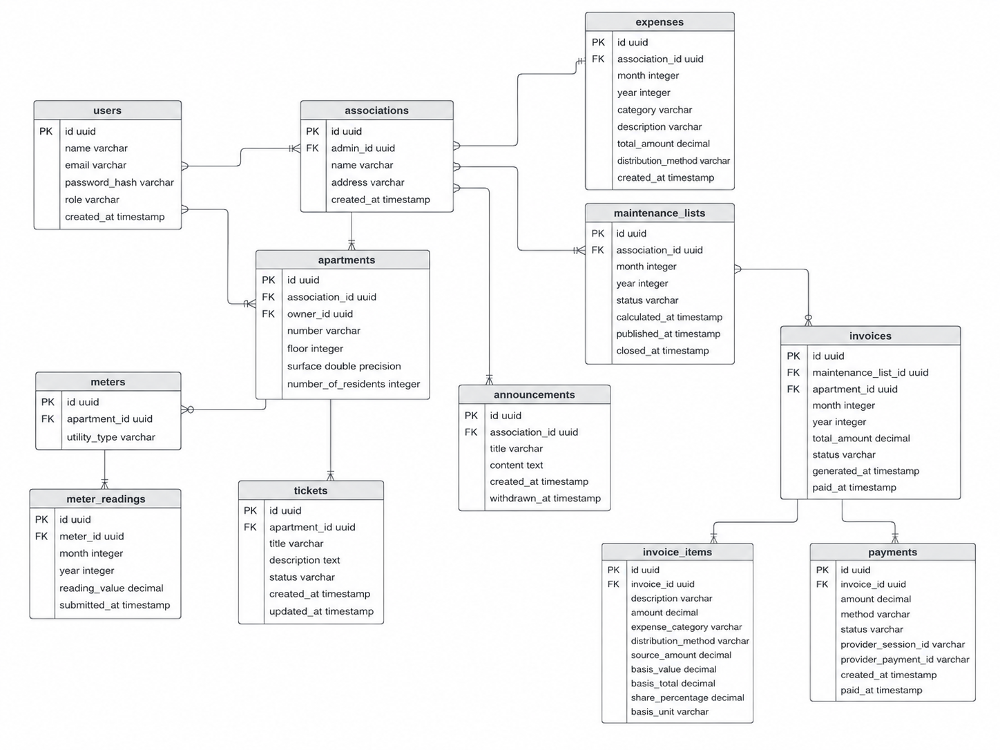 expenses
PK id uuid
FK association_id uuid
month integer
year integer
category varchar
description varchar
total_amount decimal
distribution_method varchar
created_at timestamp
users
PK id uuid
name varchar
email varchar
password_hash varchar
role varchar
created_at timestamp
associations
PK id uuid
FK admin_id uuid
name varchar
address varchar
created_at timestamp
maintenance_lists
PK id uuid
FK association_id uuid
month integer
year integer
status varchar
calculated_at timestamp
published_at timestamp
closed_at timestamp
apartments
PK id uuid
FK association_id uuid
FK owner_id uuid
number varchar
floor integer
surface double precision
number_of_residents integer
invoices
PK id uuid
FK maintenance_list_id uuid
FK apartment_id uuid
month integer
year integer
total_amount decimal
status varchar
generated_at timestamp
paid_at timestamp
meters
PK id uuid
FK apartment_id uuid
utility_type varchar
announcements
PK id uuid
FK association_id uuid
title varchar
content text
created_at timestamp
withdrawn_at timestamp
meter_readings
PK id uuid
FK meter_id uuid
month integer
year integer
reading_value decimal
submitted_at timestamp
tickets
PK id uuid
FK apartment_id uuid
title varchar
description text
status varchar
created_at timestamp
updated_at timestamp
invoice_items
PK id uuid
FK invoice_id uuid
description varchar
amount decimal
expense_category varchar
distribution_method varchar
source_amount decimal
basis_value decimal
basis_total decimal
share_percentage decimal
basis_unit varchar
payments
PK id uuid
FK invoice_id uuid
amount decimal
method varchar
status varchar
provider_session_id varchar
provider_payment_id varchar
created_at timestamp
paid_at timestamp